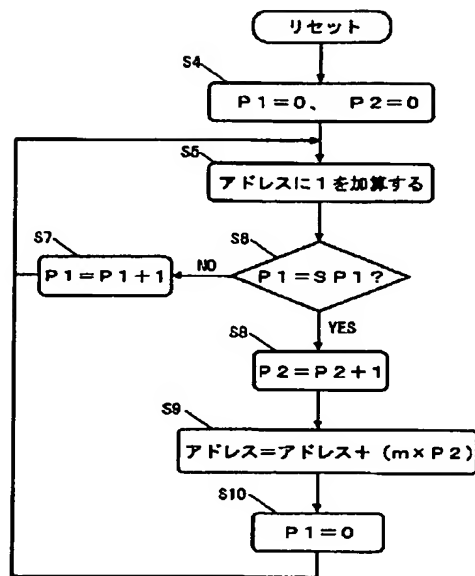 リセット
S4
P1=0、 P2=0
S5
アドレスに1を加算する
S6
P1=SP1?
NO
S7
P1=P1+1
YES
S8
P2=P2+1
S9
アドレス=アドレス+(m×P2)
S10
P1=0